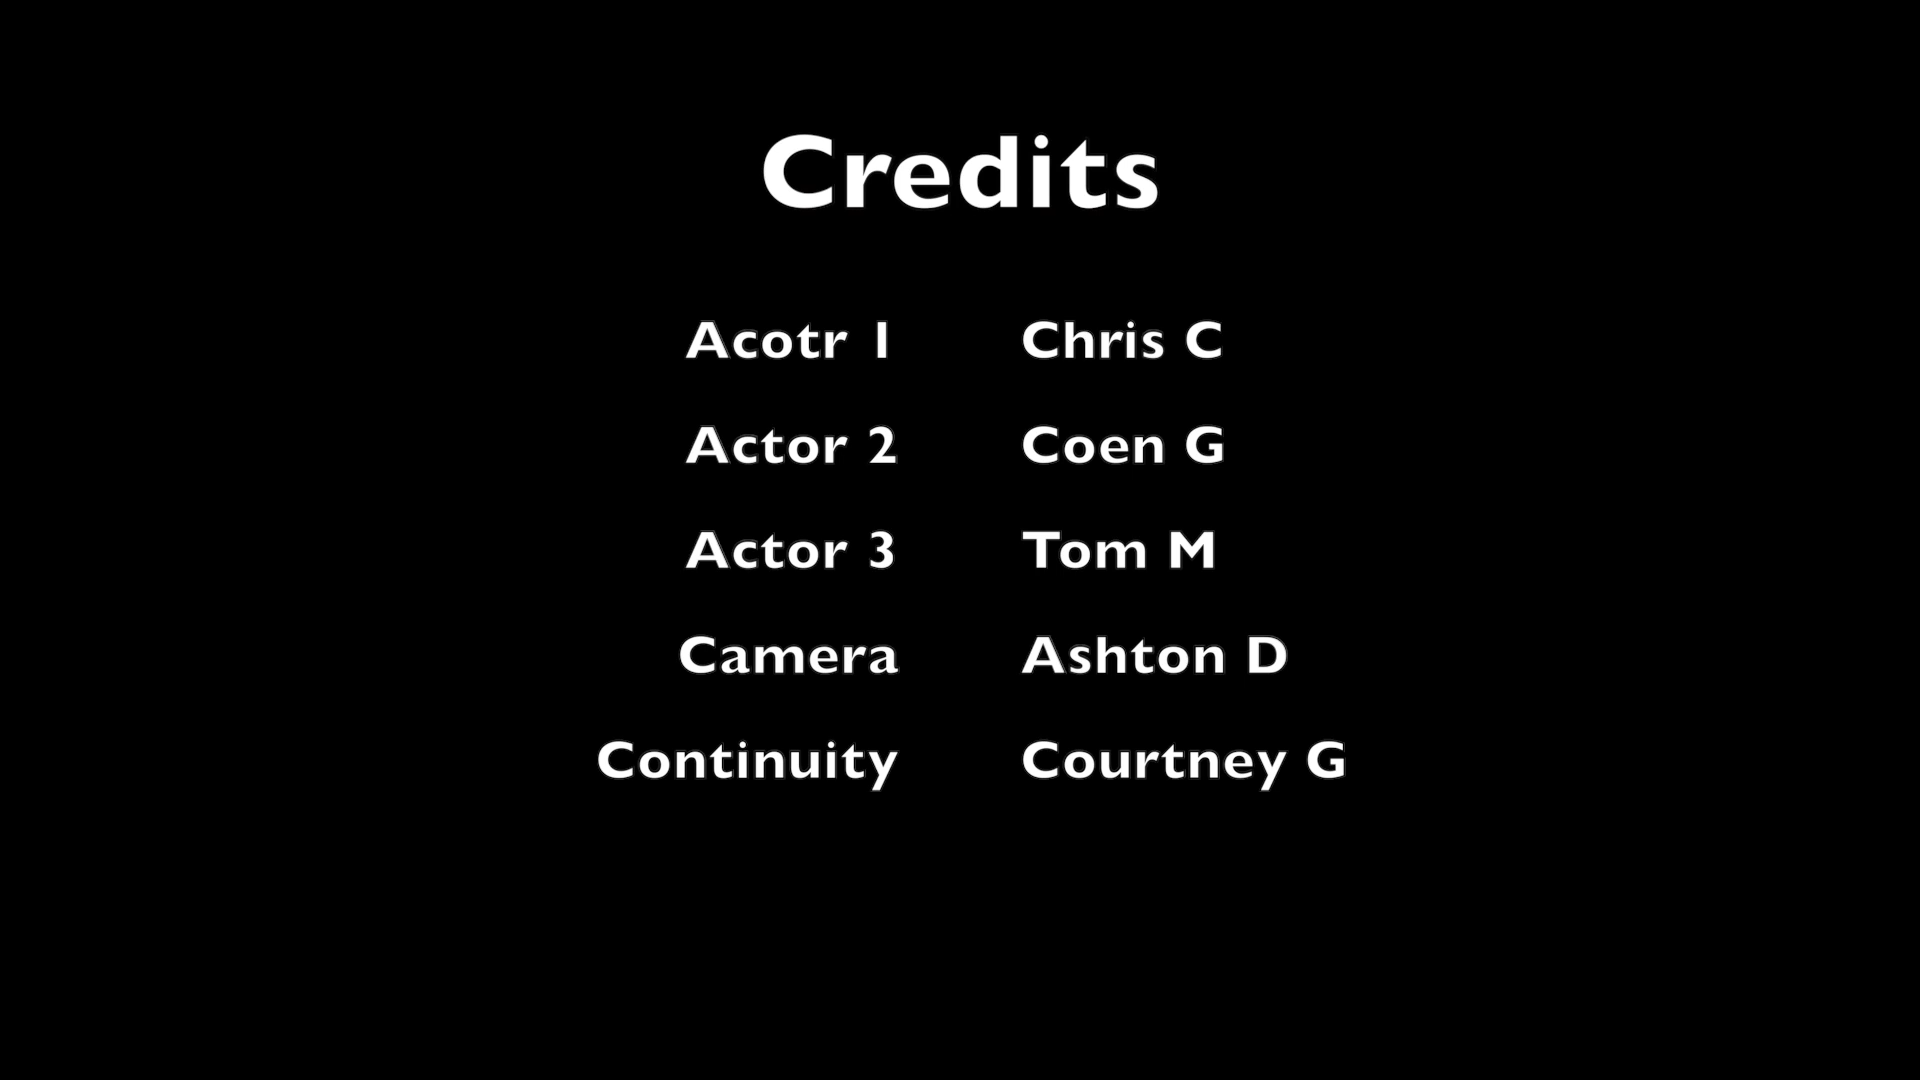 Credits
Acotr 1 Chris C
Actor 2 Coen G
Actor 3 Tom M
Camera Ashton D
Continuity Courtney G